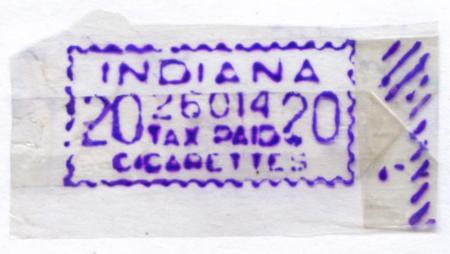 INDIANA
20 26014 20
TAX PAID
CIGARETTES